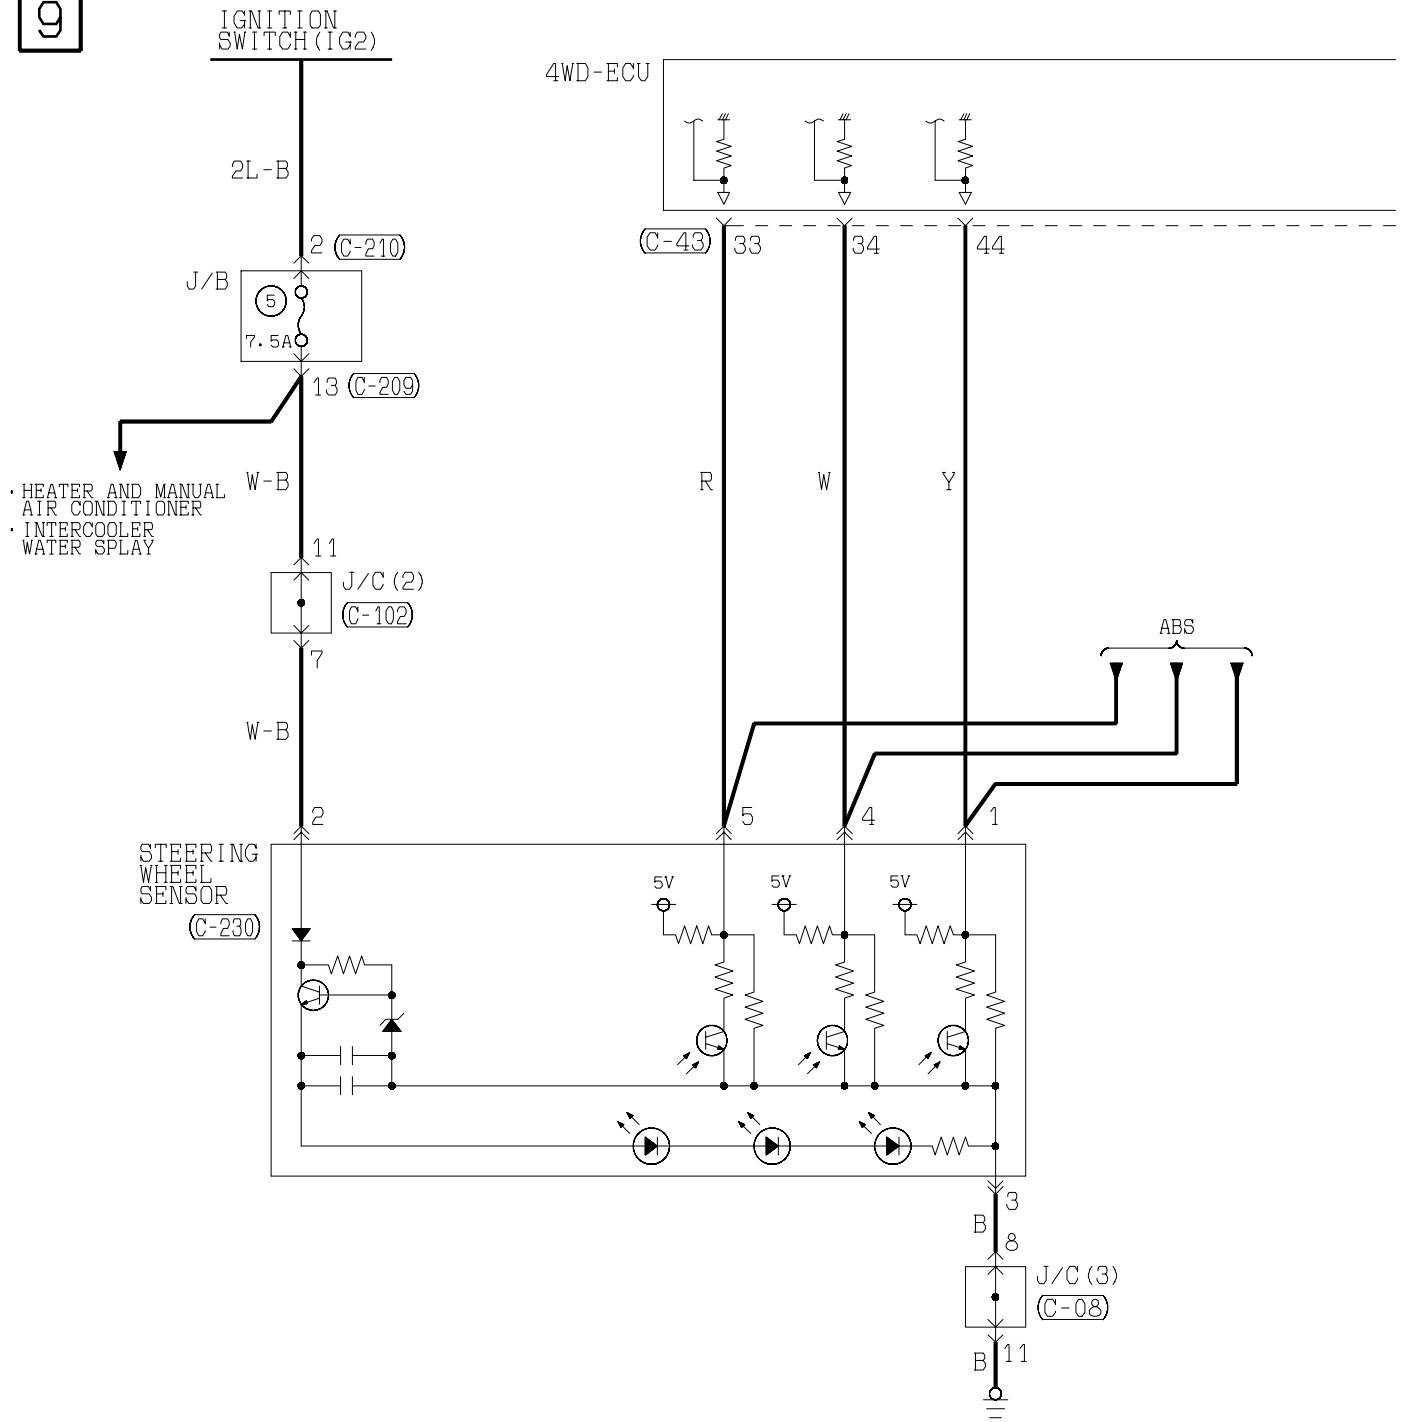 9
IGNITION
SWITCH(IG2)
4WD-ECU
2L-B
2 C-210
J/B
5
7.5A
13 C-209
C-43 33 34 44
· HEATER AND MANUAL
AIR CONDITIONER
· INTERCOOLER
WATER SPLAY
W-B
R
W
Y
11
J/C(2)
C-102
7
ABS
W-B
2
5
4
1
STEERING
WHEEL
SENSOR
C-230
5V
5V
5V
3
B
8
J/C(3)
C-08
B
11